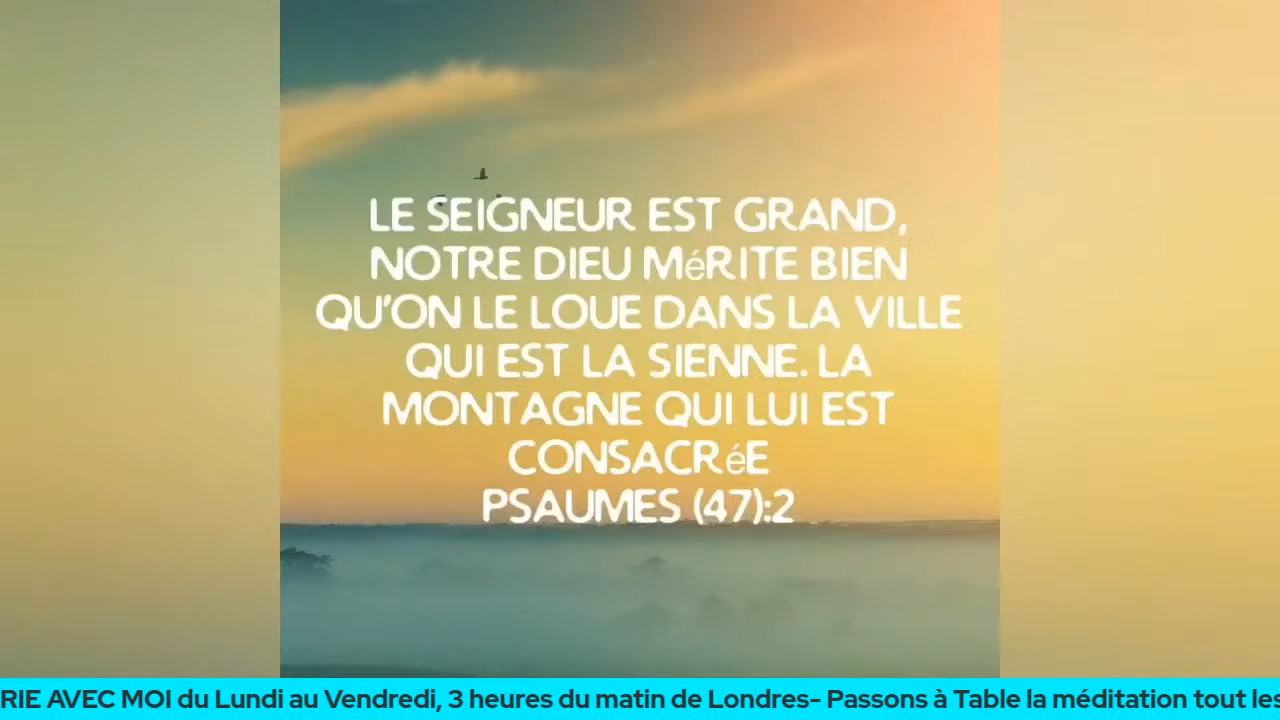 LE SEIGNEUR EST GRAND,
NOTRE DIEU MéRITE BIEN
QU'ON LE LOUE DANS LA VILLE
QUI EST LA SIENNE. LA
MONTAGNE QUI LUI EST
CONSACRéE
PSAUMES (47):2
RIE AVEC MOI du Lundi au Vendredi, 3 heures du matin de Londres- Passons à Table la méditation tout les